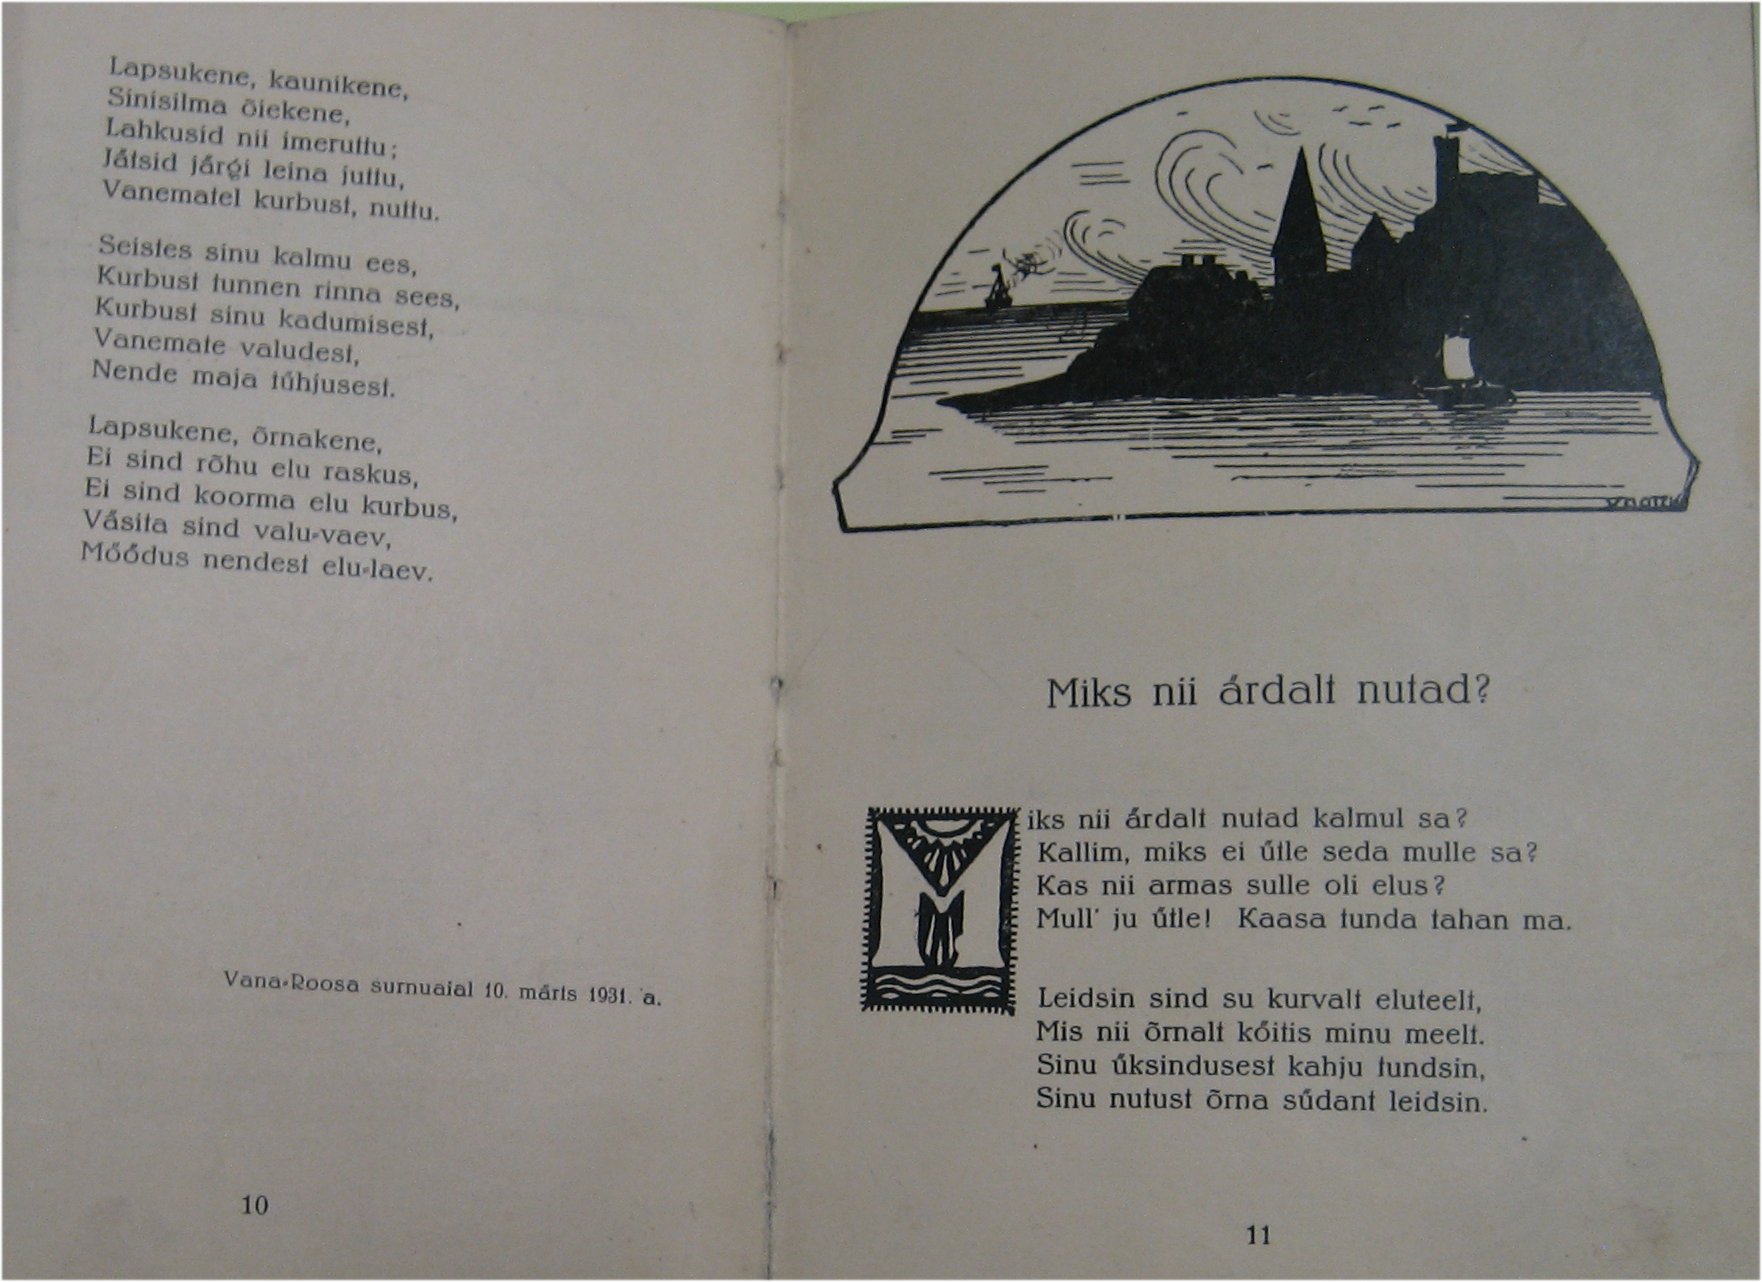 Lapsukene, kaunikene,
Sinisilma õiekene,
Lahkusid nii imeruttu;
Jätsid järgi leina juttu,
Vanematel kurbust, nuttu.
Seistes sinu kalmu ees,
Kurbust tunnen rinna sees,
Kurbust sinu kadumisest,
Vanemate valudest,
Nende maja tühjusest.
Lapsukene, õrnakene,
Ei sind rõhu elu raskus,
Ei sind koorma elu kurbus,
Väsita sind valu-vaev,
Möödus nendest elu-laev.
Vana-Roosa surnuaial 10. märts 1931. a.
10
Miks nii ärdalt nutad?
Miks nii ärdalt nutad kalmul sa?
Kallim, miks ei ütle seda mulle sa?
Kas nii armas sulle oli elus?
Mull' ju ütle! Kaasa tunda tahan ma.
Leidsin sind su kurvalt eluteelt,
Mis nii õrnalt köitis minu meelt.
Sinu üksindusest kahju tundsin,
Sinu nutust õrna südant leidsin.
11